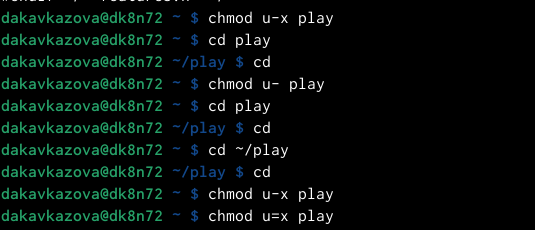 dakavkazova@dk8n72 ~ $ chmod u-x play
dakavkazova@dk8n72 ~ $ cd play
dakavkazova@dk8n72 ~/play $ cd
dakavkazova@dk8n72 ~ $ chmod u- play
dakavkazova@dk8n72 ~ $ cd play
dakavkazova@dk8n72 ~/play $ cd
dakavkazova@dk8n72 ~ $ cd ~/play
dakavkazova@dk8n72 ~/play $ cd
dakavkazova@dk8n72 ~ $ chmod u-x play
dakavkazova@dk8n72 ~ $ chmod u=x play